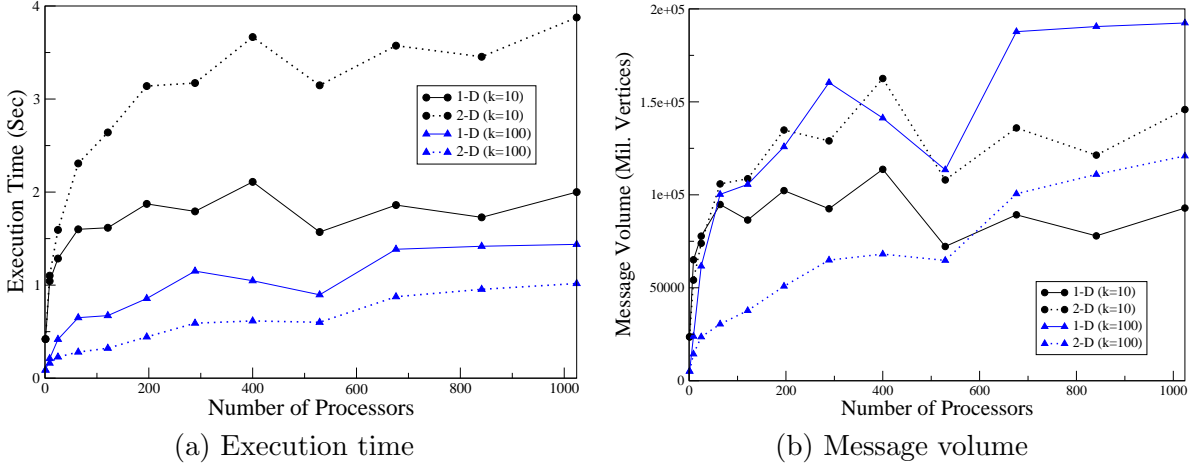 4
3
2
1
0
Execution Time (Sec)
1-D (k=10)
2-D (k=10)
1-D (k=100)
2-D (k=100)
0 200 400 600 800 1000
Number of Processors
(a) Execution time
2e+05
1.5e+05
1e+05
50000
0
Message Volume (Mil. Vertices)
1-D (k=10)
2-D (k=10)
1-D (k=100)
2-D (k=100)
0 200 400 600 800 1000
Number of Processors
(b) Message volume